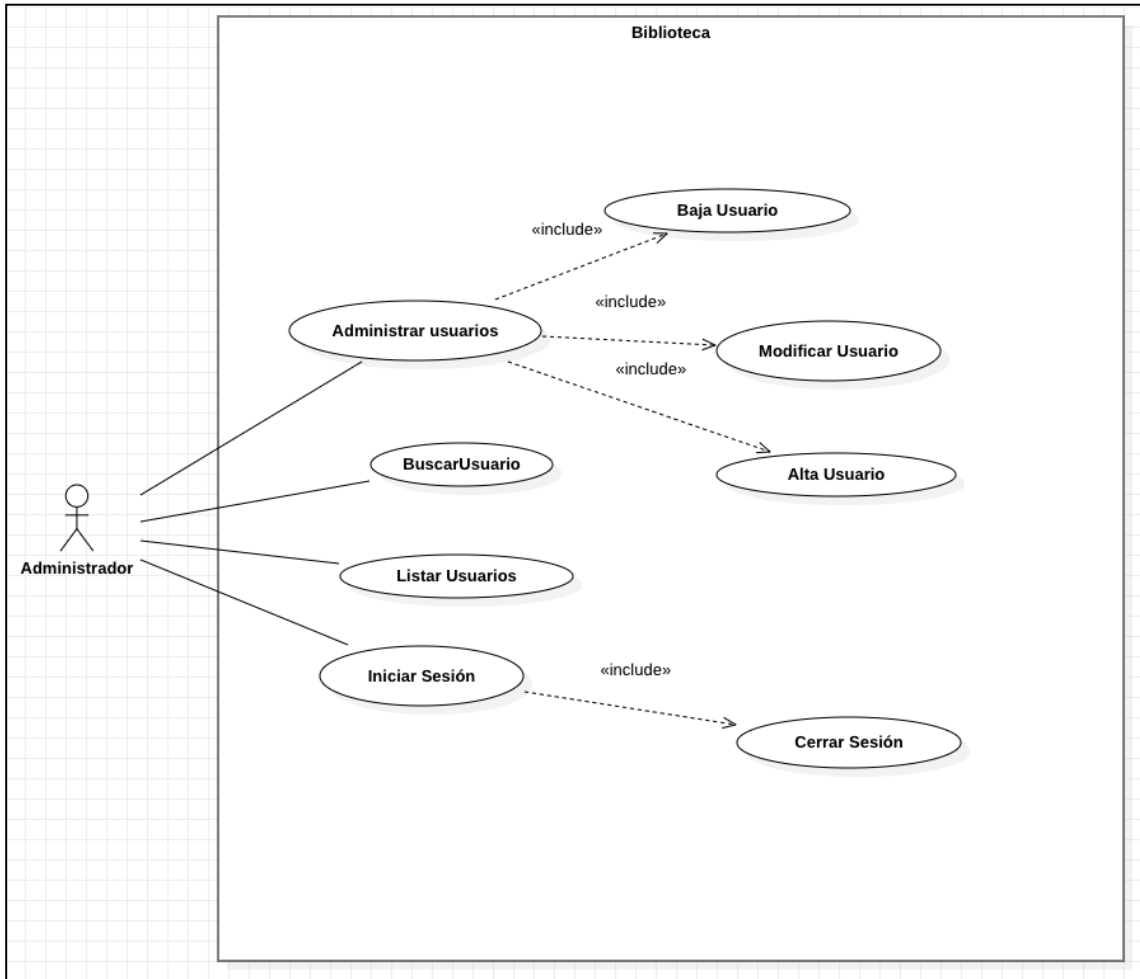 Biblioteca
Baja Usuario
«include»
«include»
Administrar usuarios
Modificar Usuario
«include»
BuscarUsuario
Alta Usuario
Administrador
Listar Usuarios
Iniciar Sesión
«include»
Cerrar Sesión